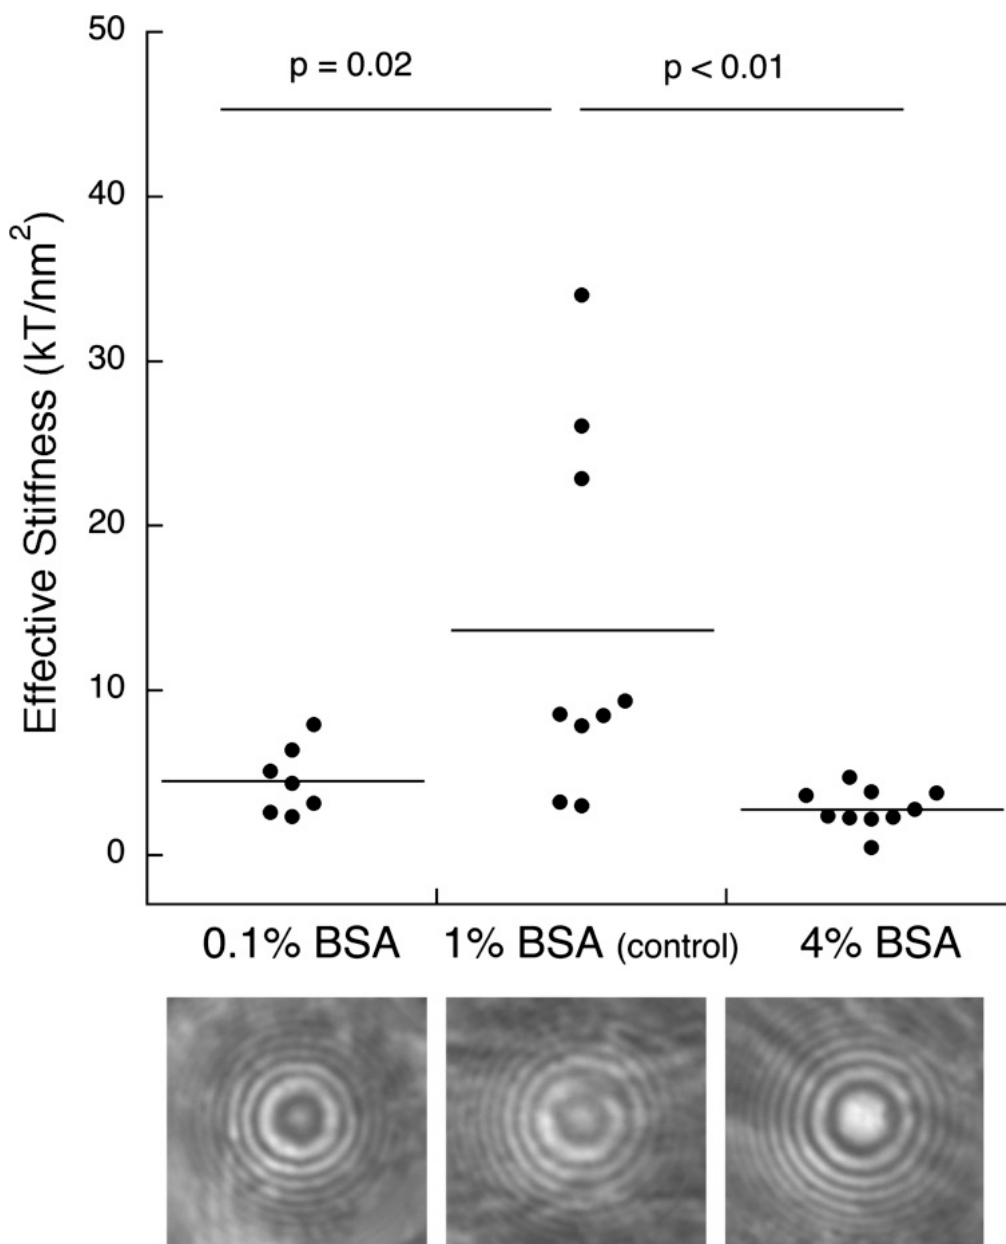 50
p = 0.02
p < 0.01
40
30
20
10
0
Effective Stiffness (kT/nm²)
0.1% BSA
1% BSA (control)
4% BSA